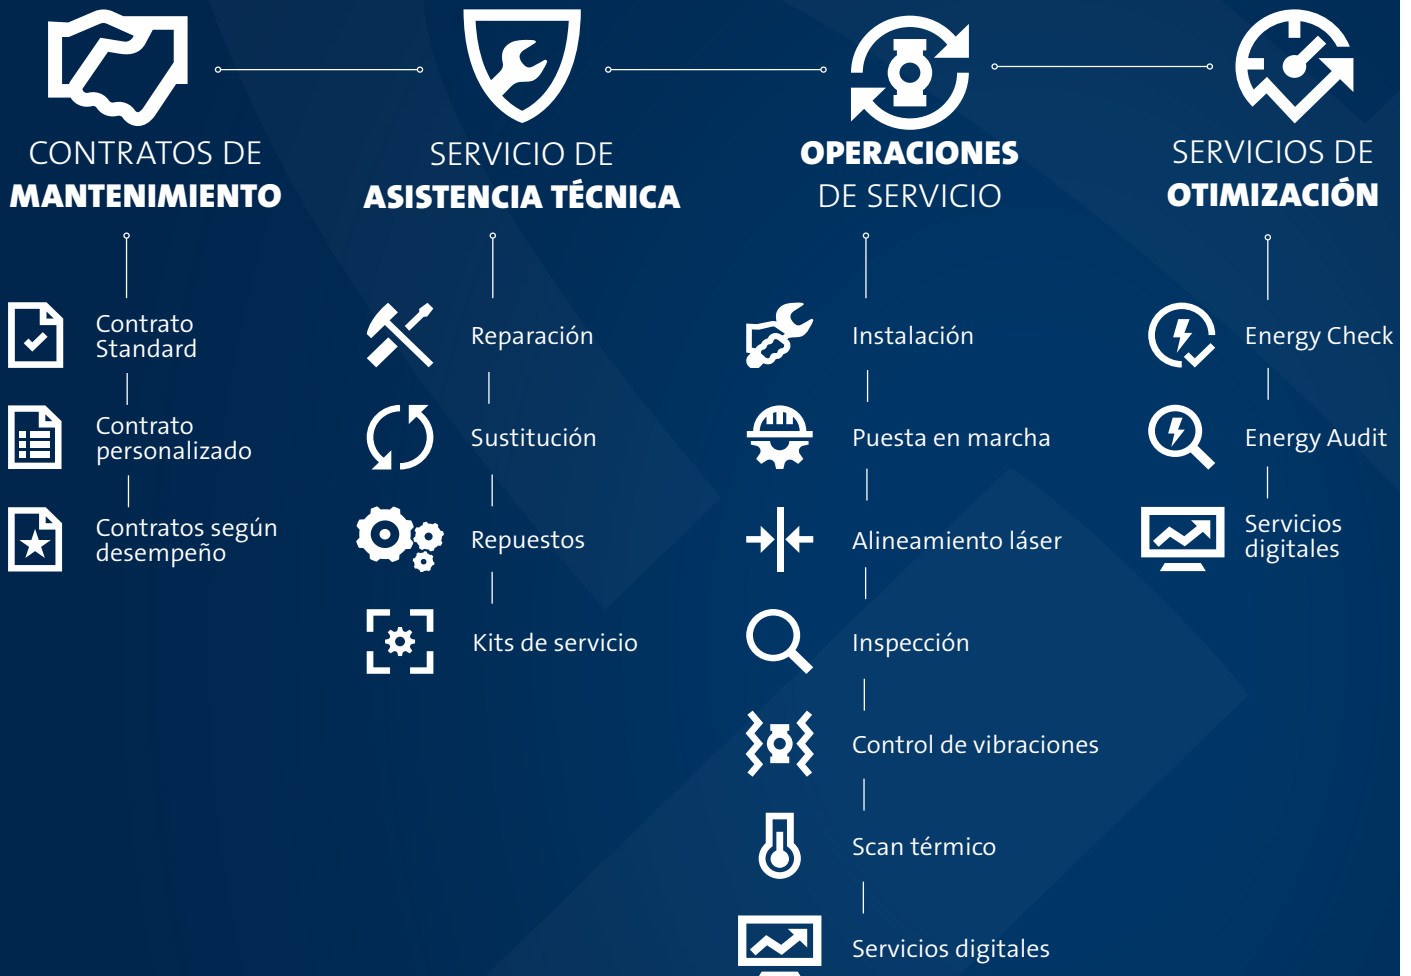 CONTRATOS DE
MANTENIMIENTO
Contrato
Standard
Contrato
personalizado
Contratos según
desempeño
SERVICIO DE
ASISTENCIA TÉCNICA
Reparación
Sustitución
Repuestos
Kits de servicio
OPERACIONES
DE SERVICIO
Instalación
Puesta en marcha
Alineamiento láser
Inspección
Control de vibraciones
Scan térmico
Servicios digitales
SERVICIOS DE
OTIMIZACIÓN
Energy Check
Energy Audit
Servicios
digitales